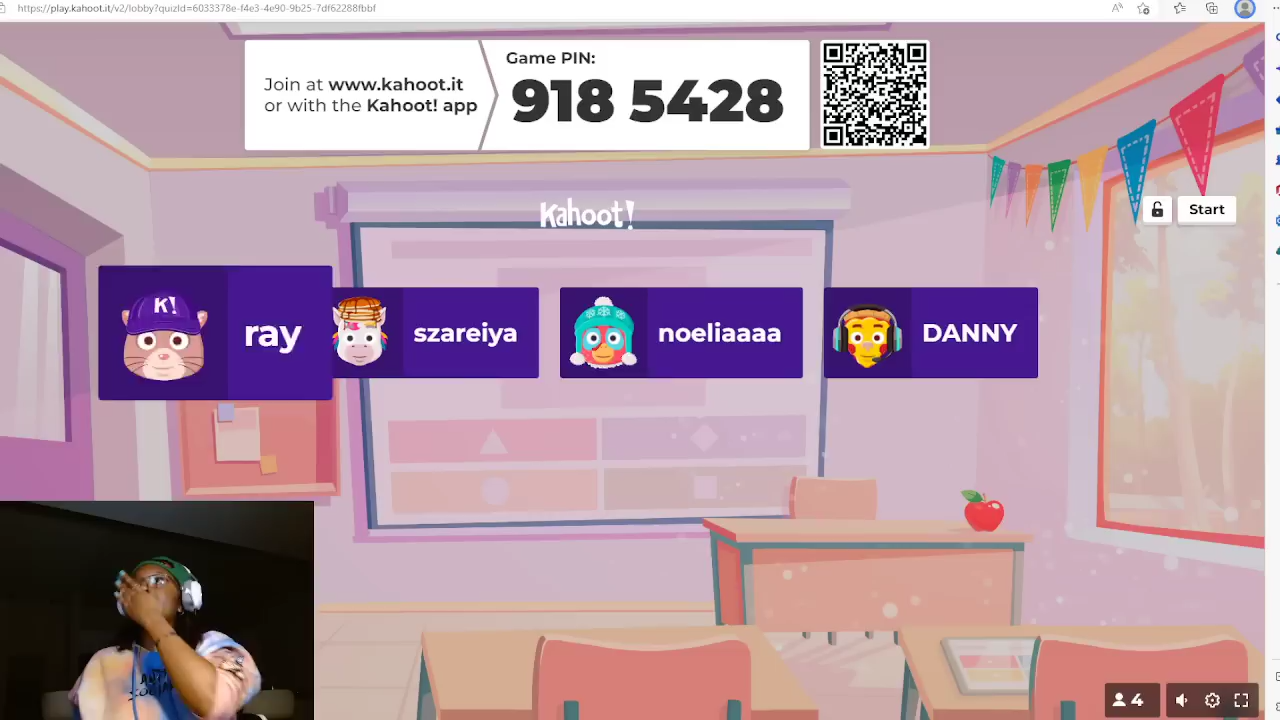 https://play.kahoot.it/v2/lobby?quizId=6033378e-f4e3-4e90-9b25-7df62288fbbf
Join at www.kahoot.it
or with the Kahoot! app
Game PIN:
918 5428
Kahoot!
Start
K!
ray
szareiya
noeliaaaa
DANNY
4